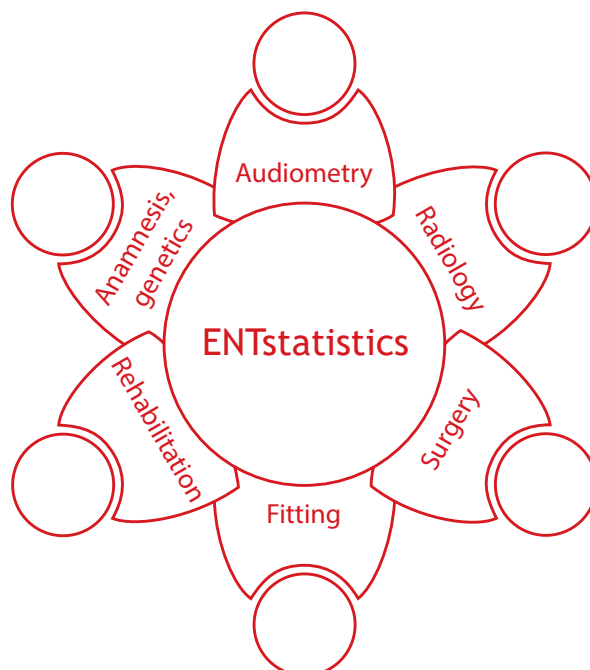 Audiometry
Radiology
Anamnesis,
genetics
ENTstatistics
Rehabilitation
Surgery
Fitting